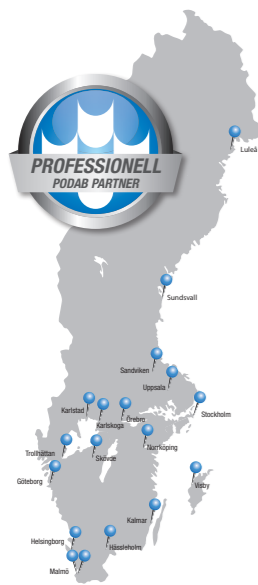 PROFESSIONELL
PODAB PARTNER
Luleå
Sundsvall
Sandviken
Uppsala
Stockholm
Karlstad
Karlskoga
Örebro
Norrköping
Trollhättan
Skövde
Göteborg
Visby
Kalmar
Helsingborg
Hässleholm
Malmö